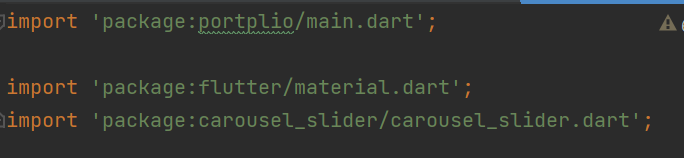 import 'package:portplio/main.dart';
import 'package:flutter/material.dart';
import 'package:carousel_slider/carousel_slider.dart';